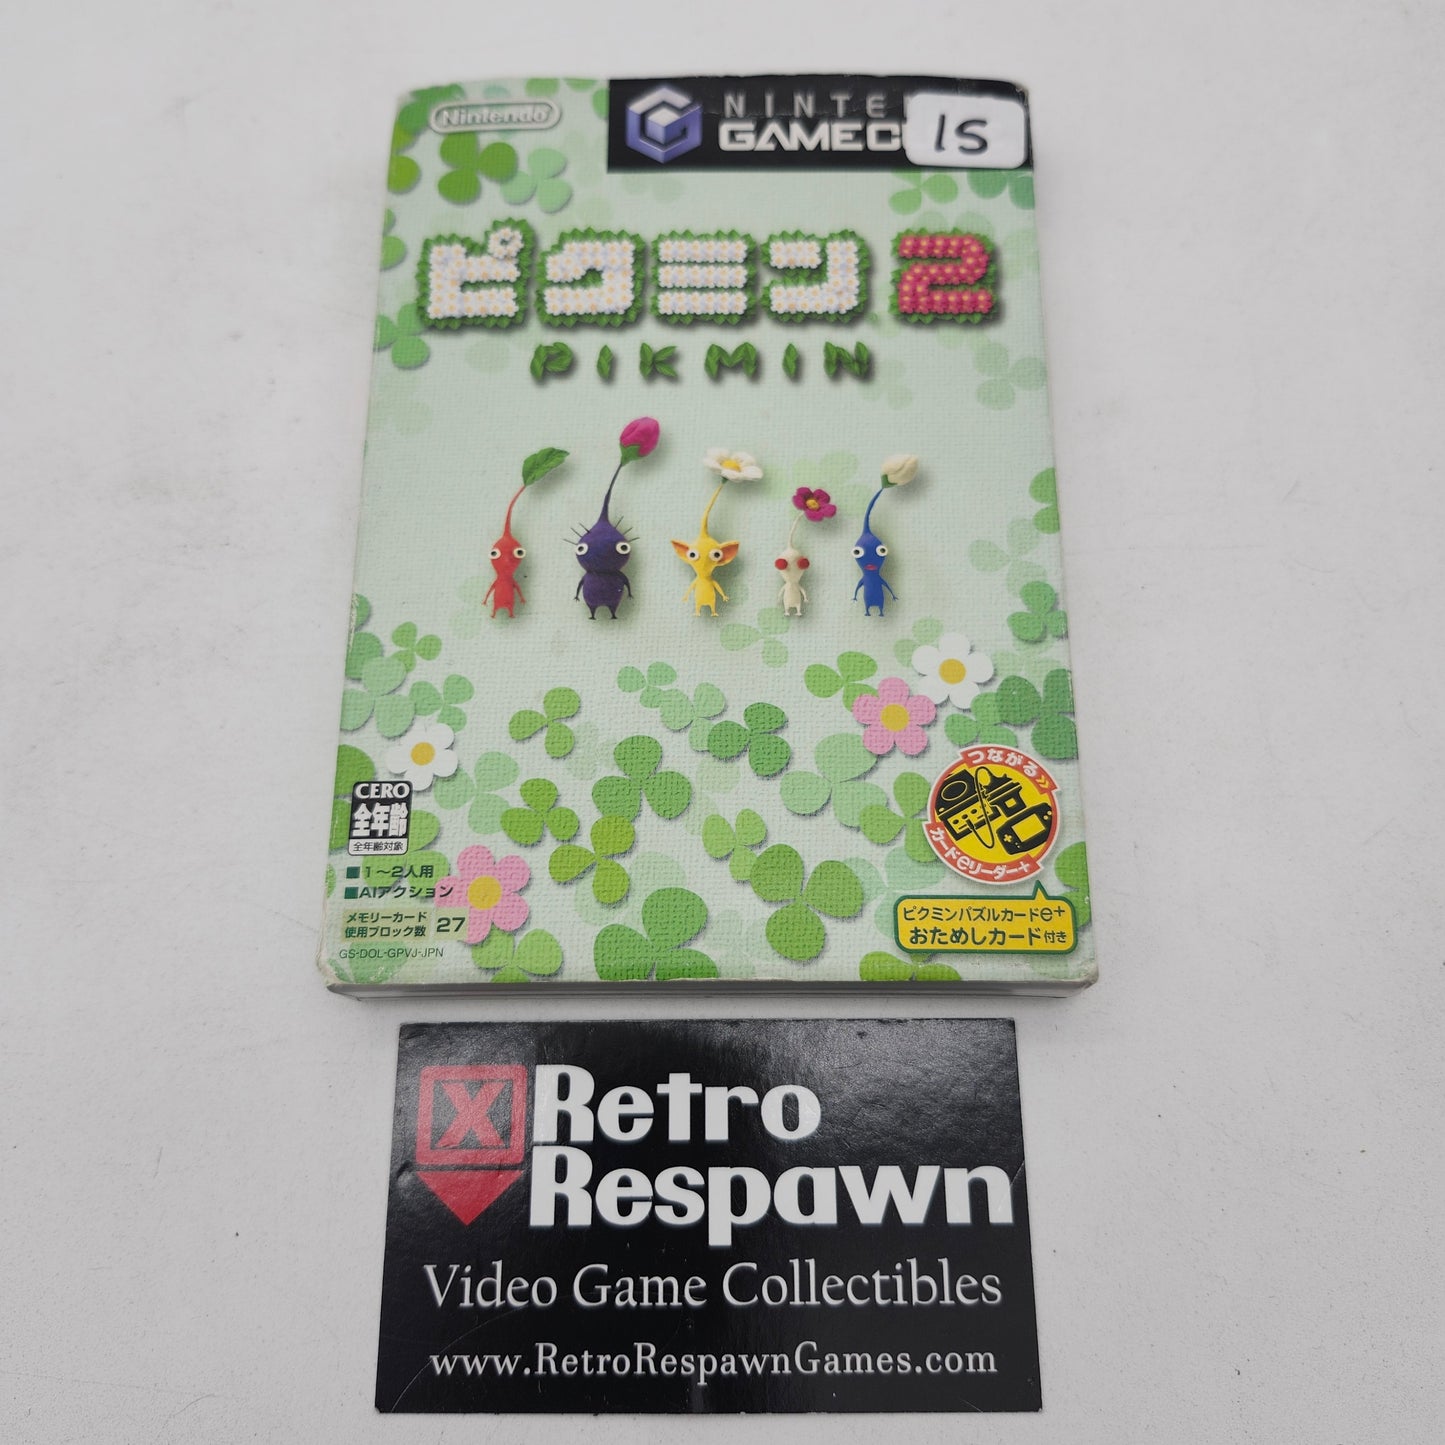 Nintendo
NINTE
GAMECU
15
ピクミン2
PIKMIN
CERO
全年齢
全年齢対象
■1～2人用
■AIアクション
メモリーカード
使用ブロック数 27
GS-DOL-GPVJ-JPN
つながる»
カードeリーダー+
ピクミンパズルカードe+
おためしカード付き
X
Retro
Respawn
Video Game Collectibles
www.RetroRespawnGames.com